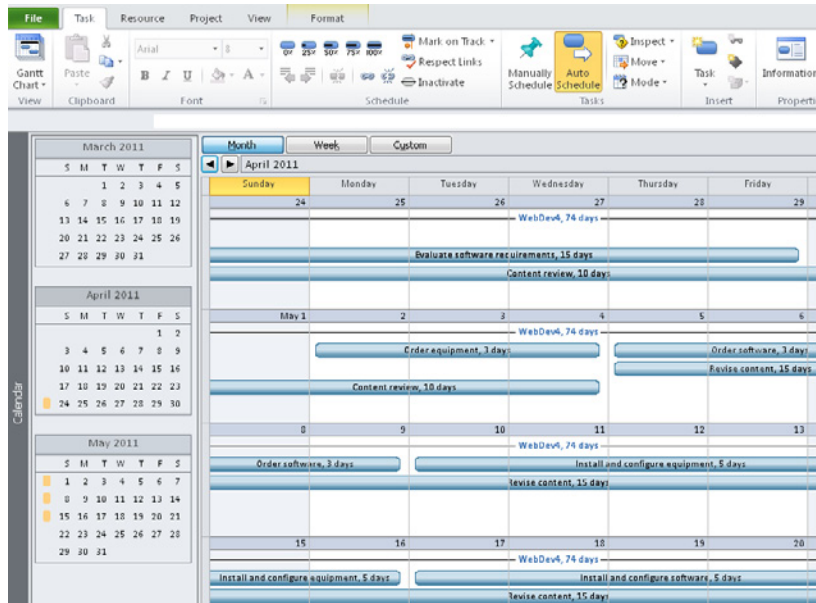 File Task Resource Project View Format
Arial 8 0% 25% 50% 75% 100% Mark on Track Inspect
Respect Links Move
Gantt Chart Paste B I U A Inactivate Manually Schedule Auto Schedule Mode Task Information
View Clipboard Font Schedule Tasks Insert Properti
Calendar
March 2011
S M T W T F S
1 2 3 4 5
6 7 8 9 10 11 12
13 14 15 16 17 18 19
20 21 22 23 24 25 26
27 28 29 30 31
April 2011
S M T W T F S
1 2
3 4 5 6 7 8 9
10 11 12 13 14 15 16
17 18 19 20 21 22 23
24 25 26 27 28 29 30
May 2011
S M T W T F S
1 2 3 4 5 6 7
8 9 10 11 12 13 14
15 16 17 18 19 20 21
22 23 24 25 26 27 28
29 30 31
Month Week Custom
April 2011
Sunday Monday Tuesday Wednesday Thursday Friday
24 25 26 27 28 29
WebDev4, 74 days
Evaluate software requirements, 15 days
Content review, 10 days
May 1 2 3 4 5 6
WebDev4, 74 days
Order equipment, 3 days Order software, 3 days
Revise content, 15 days
Content review, 10 days
8 9 10 11 12 13
WebDev4, 74 days
Order software, 3 days Install and configure equipment, 5 days
Revise content, 15 days
15 16 17 18 19 20
WebDev4, 74 days
Install and configure equipment, 5 days Install and configure software, 5 days
Revise content, 15 days